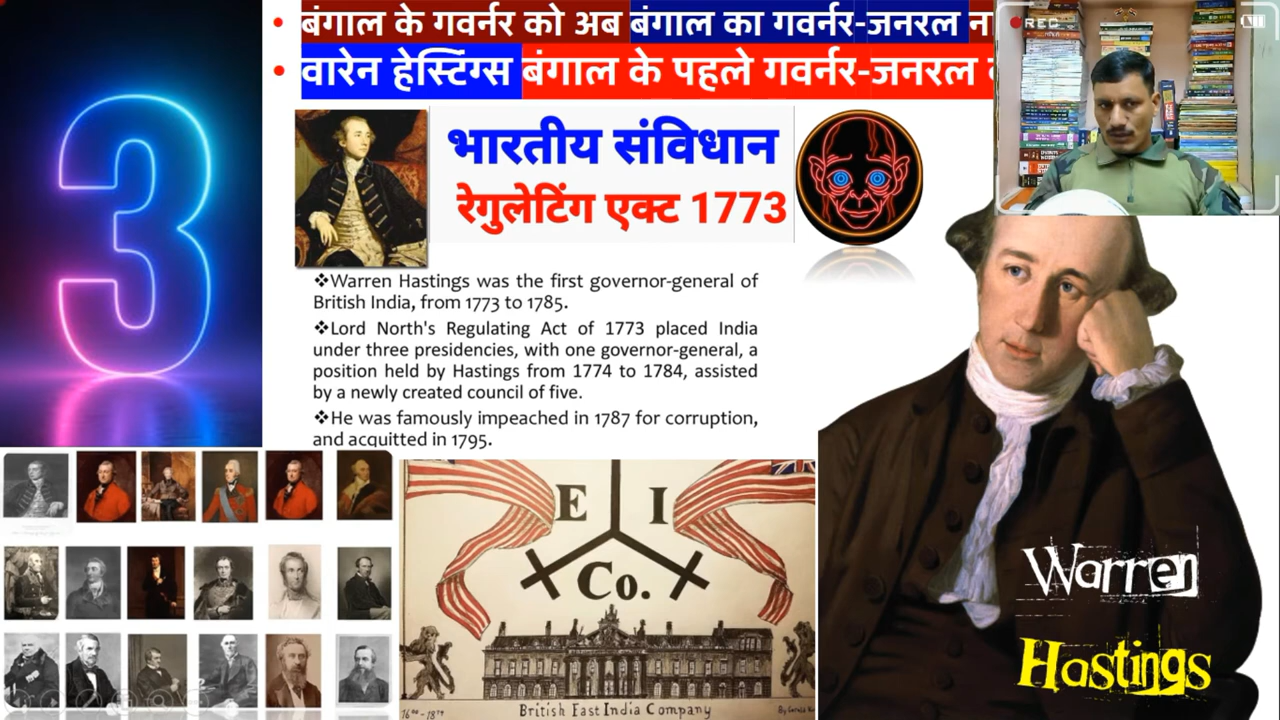 • बंगाल के गवर्नर को अब बंगाल का गवर्नर-जनरल
• वारेन हेस्टिंग्स बंगाल के पहले गवर्नर-जनरल
REC
भारतीय संविधान
रेगुलेटिंग एक्ट 1773
❖Warren Hastings was the first governor-general of
British India, from 1773 to 1785.
❖Lord North's Regulating Act of 1773 placed India
under three presidencies, with one governor-general, a
position held by Hastings from 1774 to 1784, assisted
by a newly created council of five.
❖He was famously impeached in 1787 for corruption,
and acquitted in 1795.
3
E I
Co.
British East India Company
Warren
Hastings